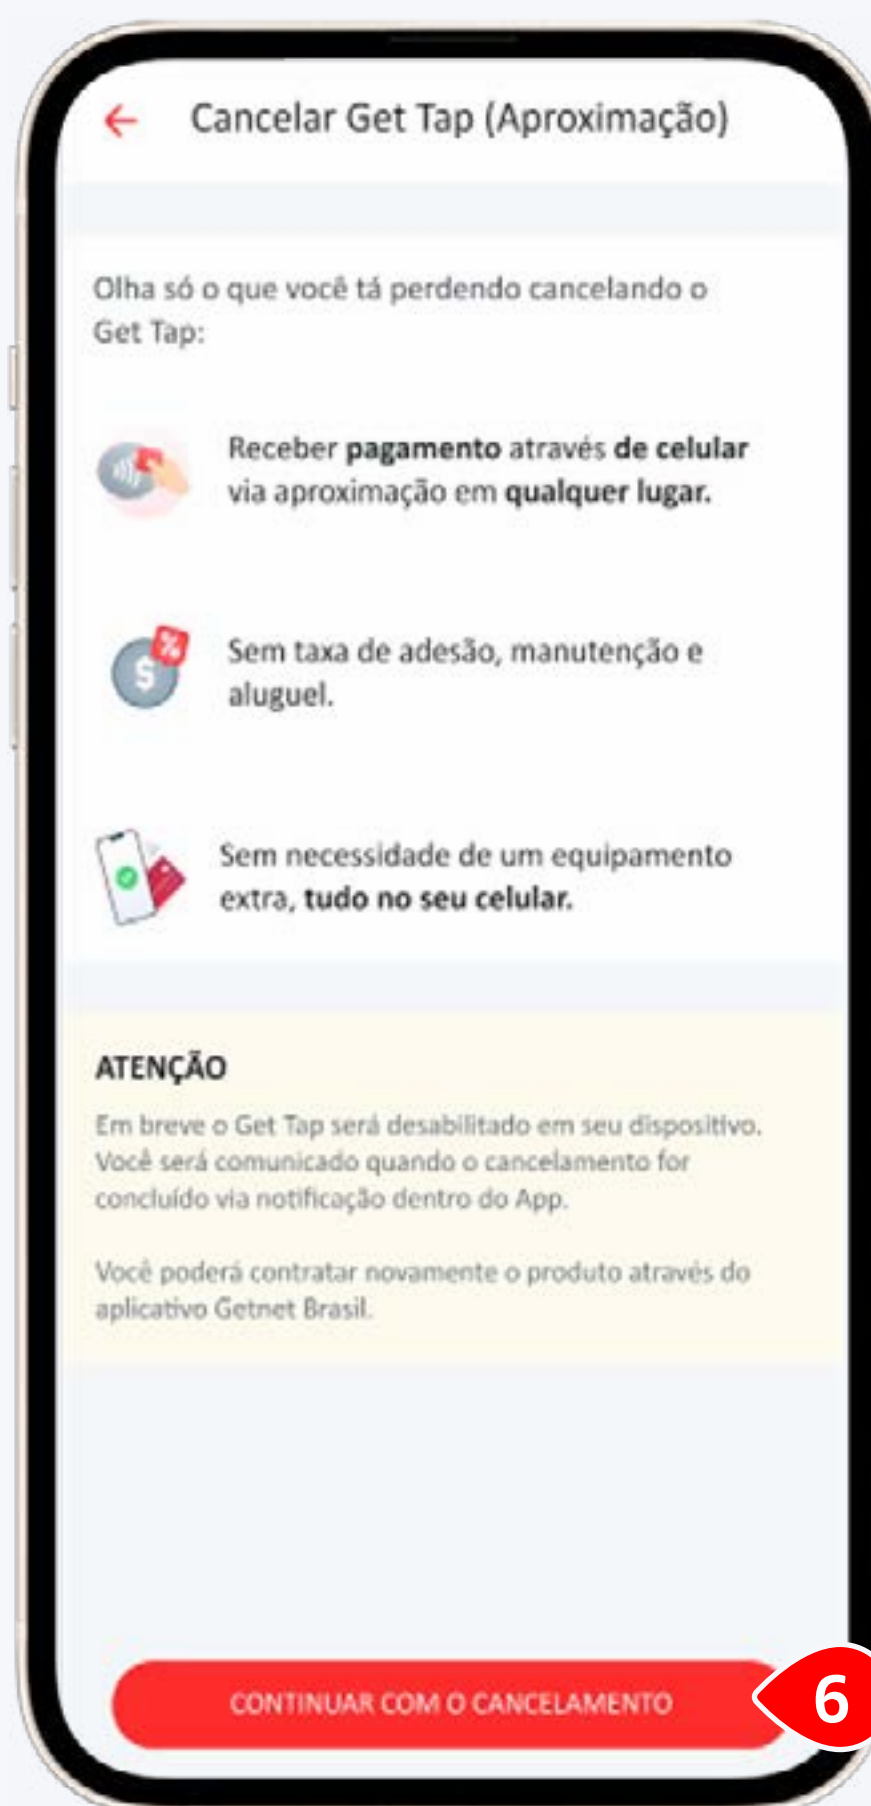 Cancelar Get Tap (Aproximação)
Olha só o que você tá perdendo cancelando o
Get Tap:
Receber pagamento através de celular
via aproximação em qualquer lugar.
%
$
Sem taxa de adesão, manutenção e
aluguel.
Sem necessidade de um equipamento
extra, tudo no seu celular.
ATENÇÃO
Em breve o Get Tap será desabilitado em seu dispositivo.
Você será comunicado quando o cancelamento for
concluído via notificação dentro do App.
Você poderá contratar novamente o produto através do
aplicativo Getnet Brasil.
CONTINUAR COM O CANCELAMENTO
6